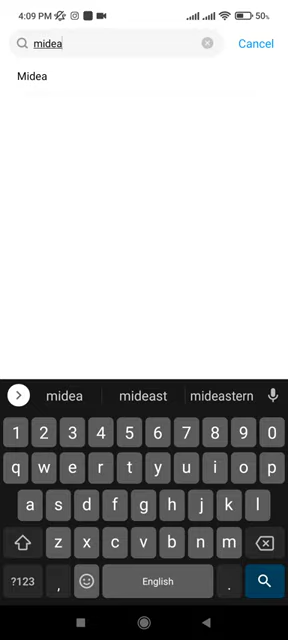 4:09 PM 50%
midea Cancel
Midea
midea mideast mideastern
1 2 3 4 5 6 7 8 9 0
q w e r t y u i o p
a s d f g h j k l
z x c v b n m
?123 , English .